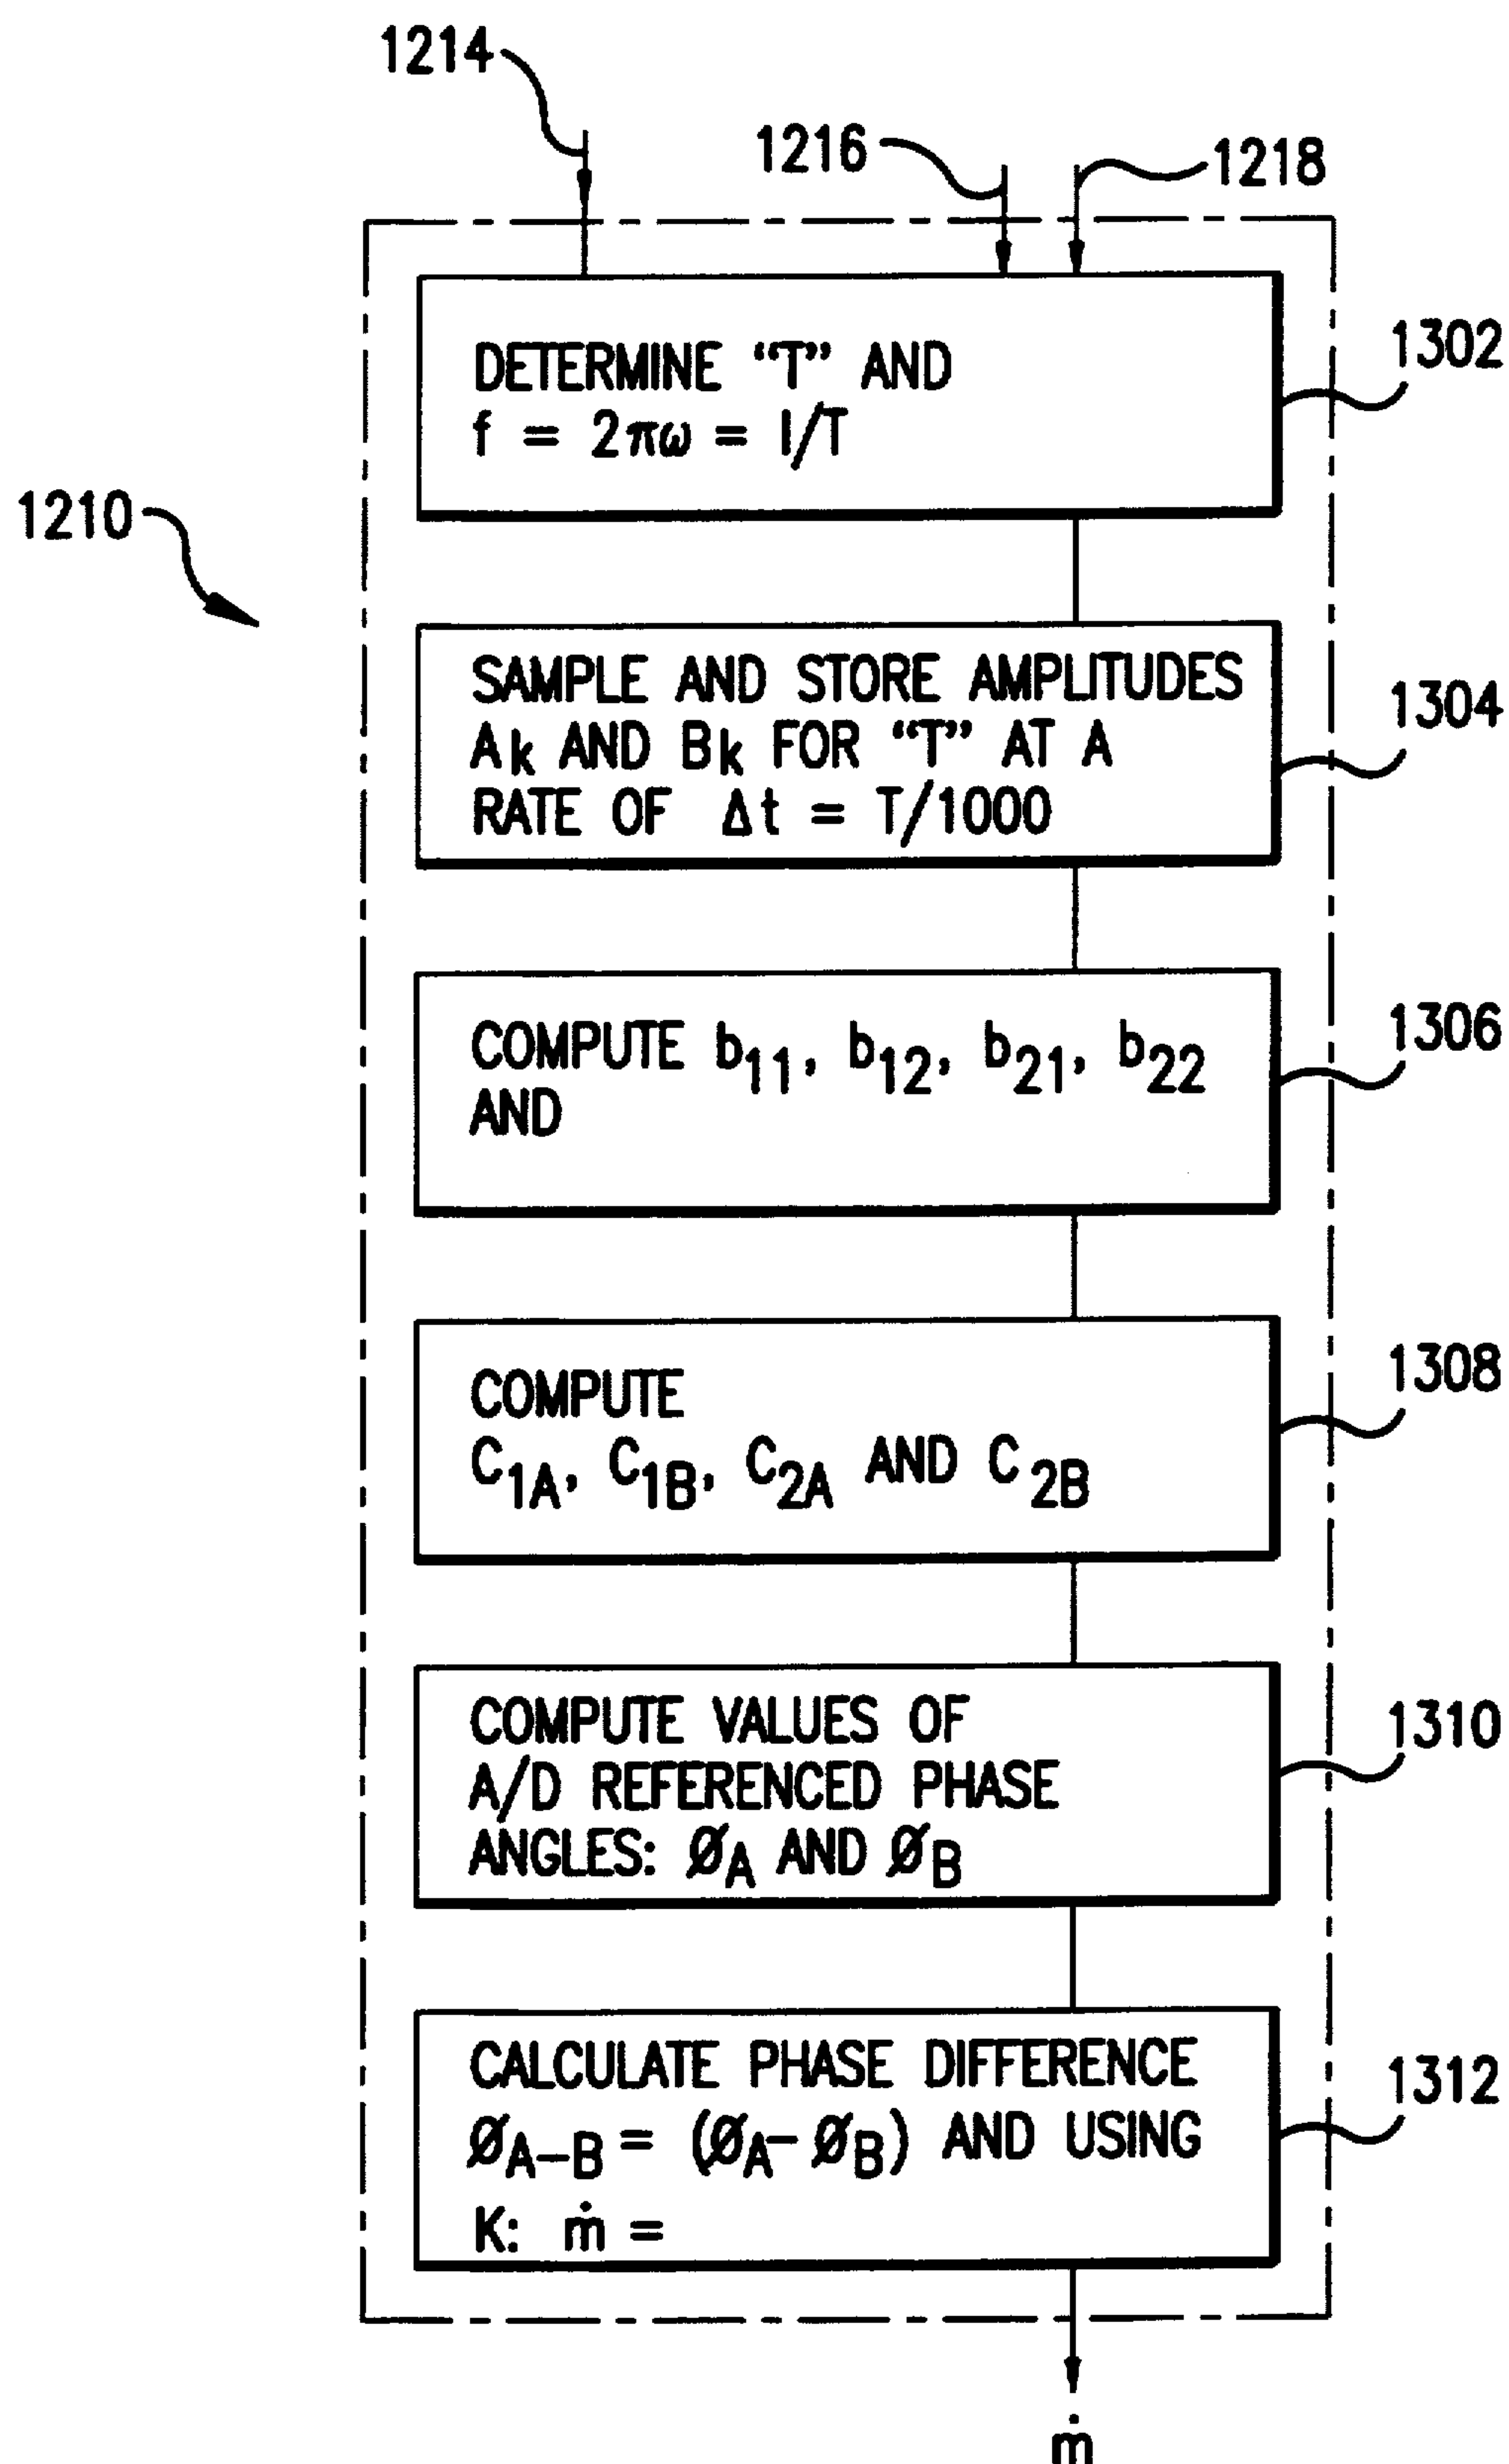 1214
1216
1218
DETERMINE “T” AND
f = 2πω = I/T
1302
1210
SAMPLE AND STORE AMPLITUDES
Ak AND Bk FOR “T” AT A
RATE OF Δt = T/1000
1304
COMPUTE b11, b12, b21, b22
AND
1306
COMPUTE
C1A, C1B, C2A AND C2B
1308
COMPUTE VALUES OF
A/D REFERENCED PHASE
ANGLES: ØA AND ØB
1310
CALCULATE PHASE DIFFERENCE
ØA–B = (ØA– ØB) AND USING
K: ṁ =
1312
ṁ